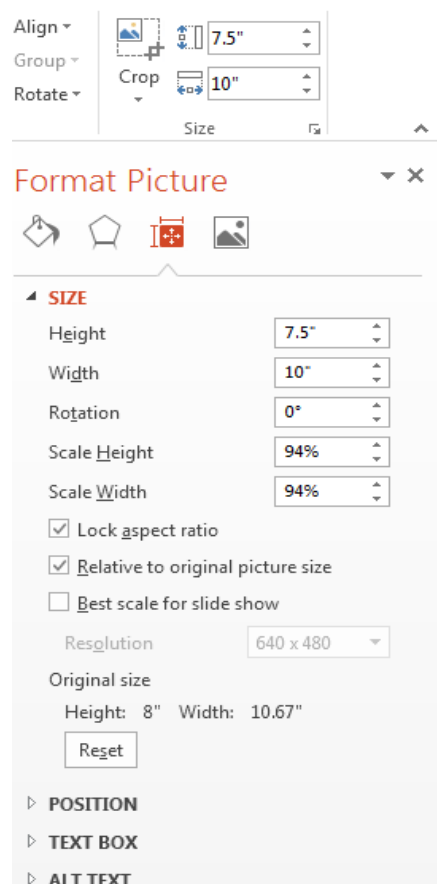 Align
Group
Rotate
Crop
7.5"
10"
Size
Format Picture
SIZE
Height 7.5"
Width 10"
Rotation 0°
Scale Height 94%
Scale Width 94%
Lock aspect ratio
Relative to original picture size
Best scale for slide show
Resolution 640 x 480
Original size
Height: 8" Width: 10.67"
Reset
POSITION
TEXT BOX
ALT TEXT